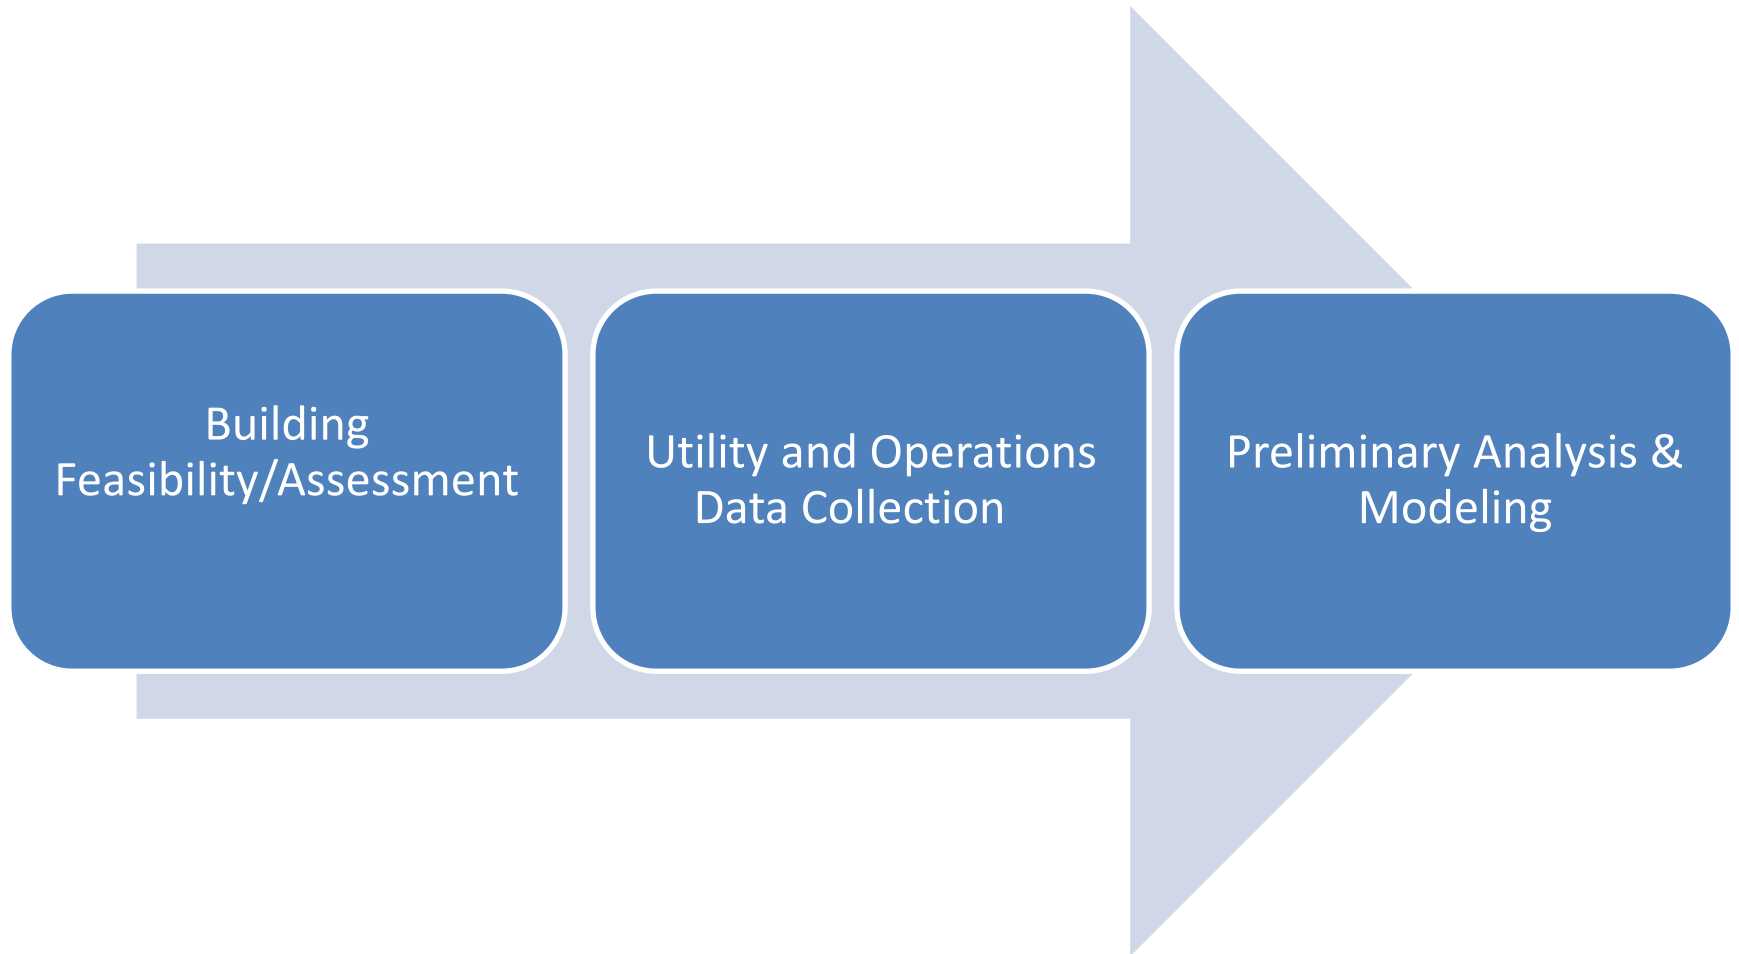 Building
Feasibility/Assessment
Utility and Operations
Data Collection
Preliminary Analysis &
Modeling